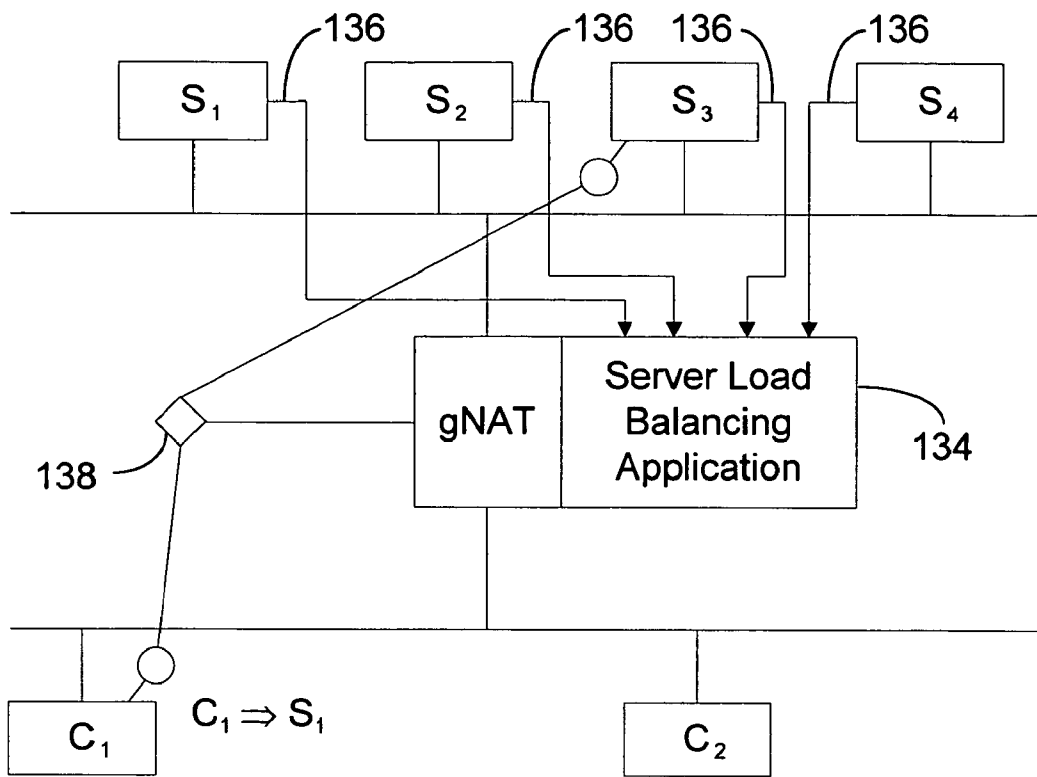 136 136 136 136
S₁ S₂ S₃ S₄
gNAT
Server Load
Balancing
Application
138
134
C₁ ⇒ S₁
C₁
C₂